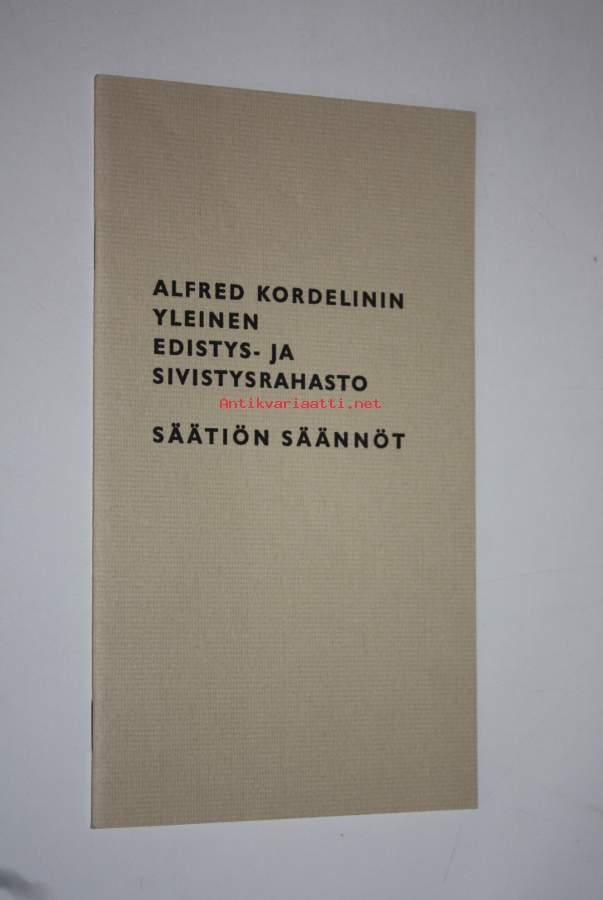 ALFRED KORDELININ
YLEINEN
EDISTYS- JA
SIVISTYSRAHASTO
Antikvariaatti.net
SÄÄTIÖN SÄÄNNÖT